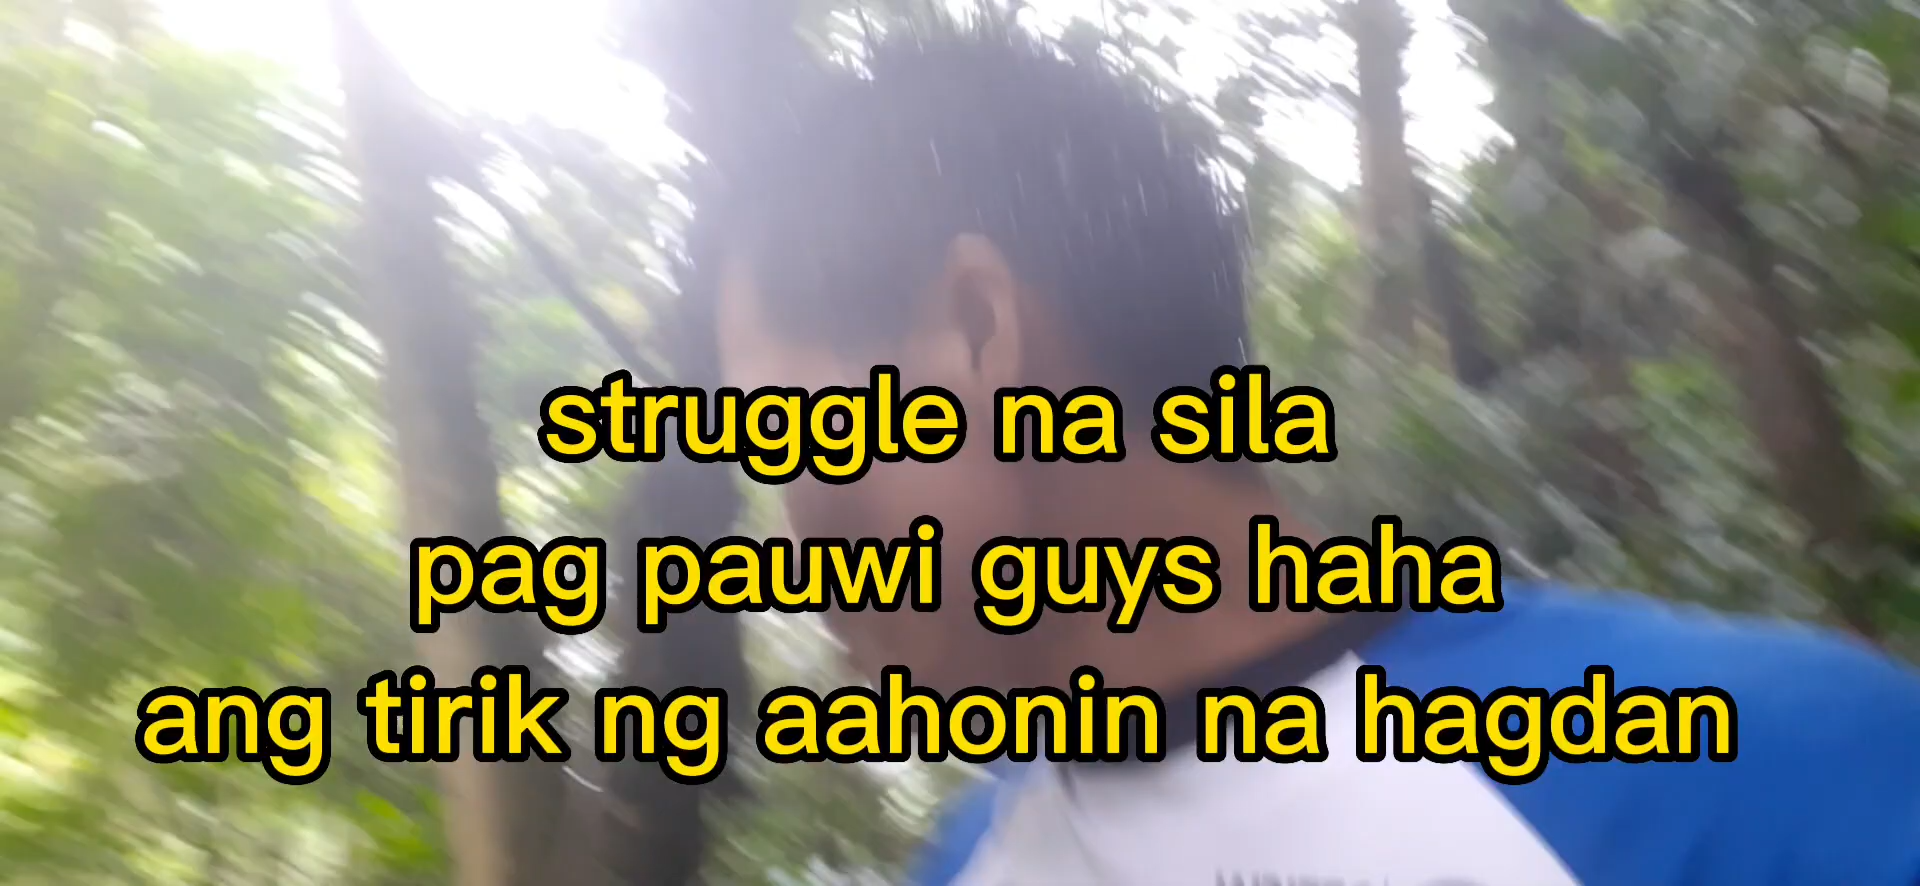 struggle na sila
pag pauwi guys haha
ang tirik ng aahonin na hagdan